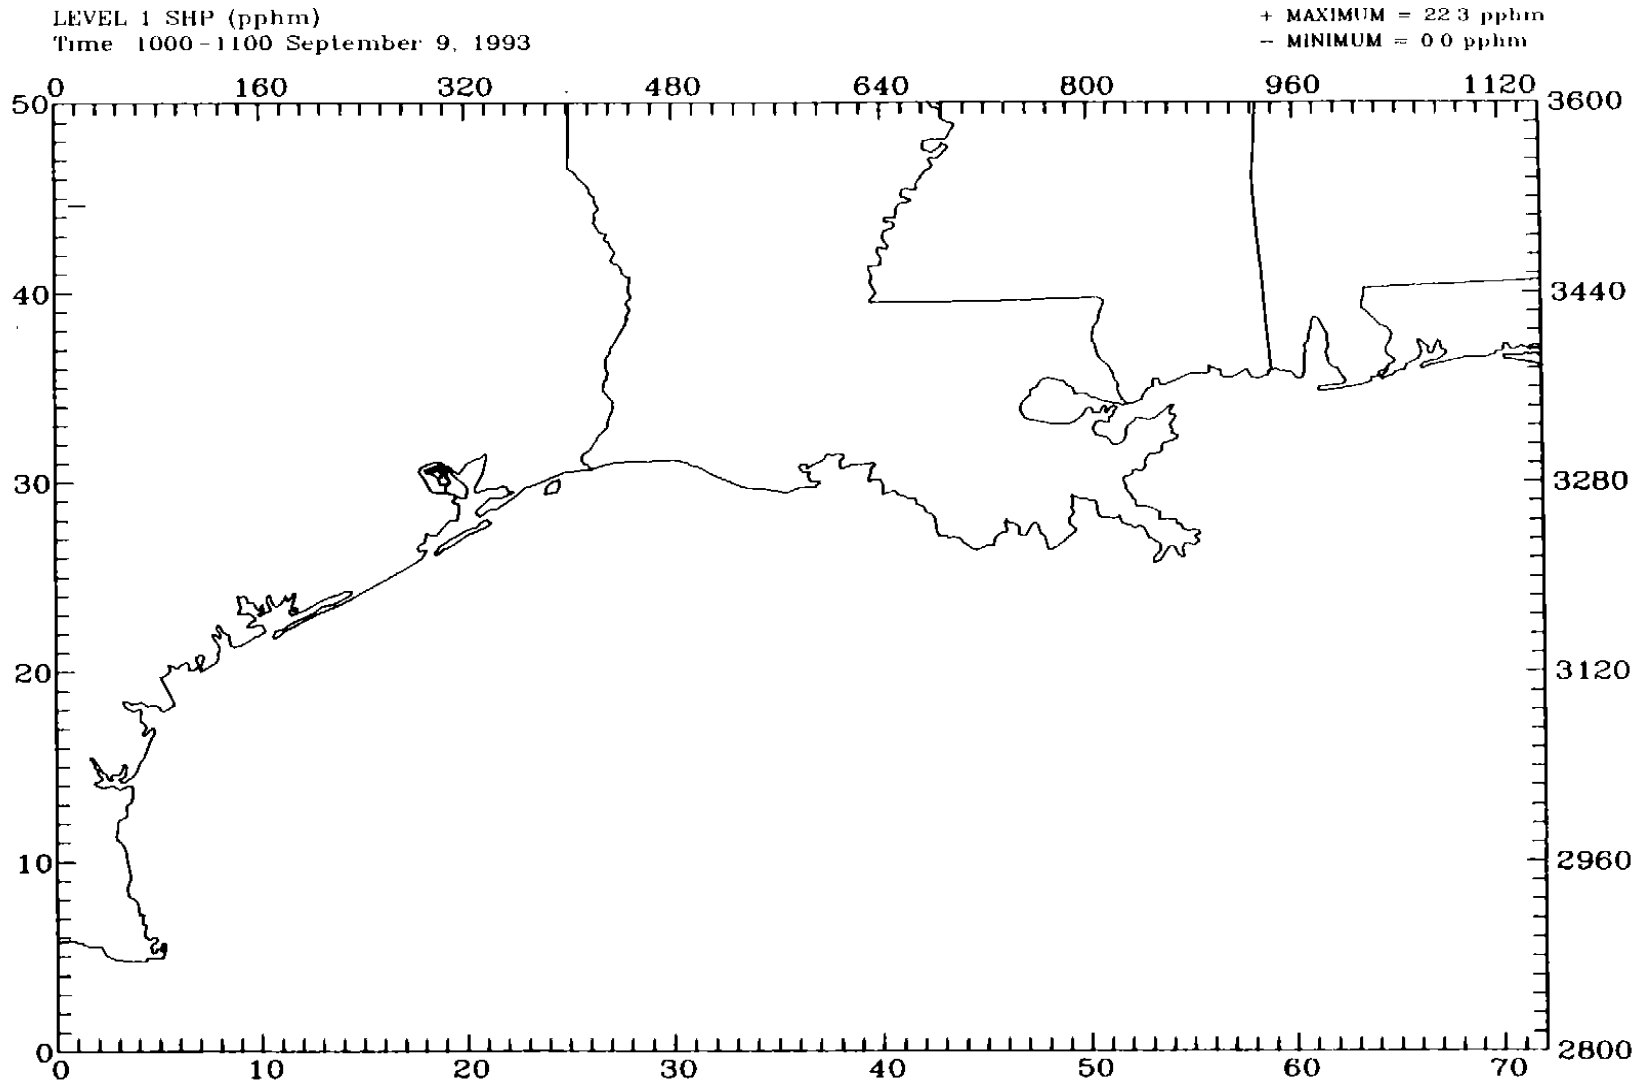 LEVEL 1 SHP (pphm)
Time 1000-1100 September 9, 1993
+ MAXIMUM = 22.3 pphm
- MINIMUM = 0.0 pphm
0 160 320 480 640 800 960 1120
50 3600
40 3440
30 3280
20 3120
10 2960
0 2800
0 10 20 30 40 50 60 70